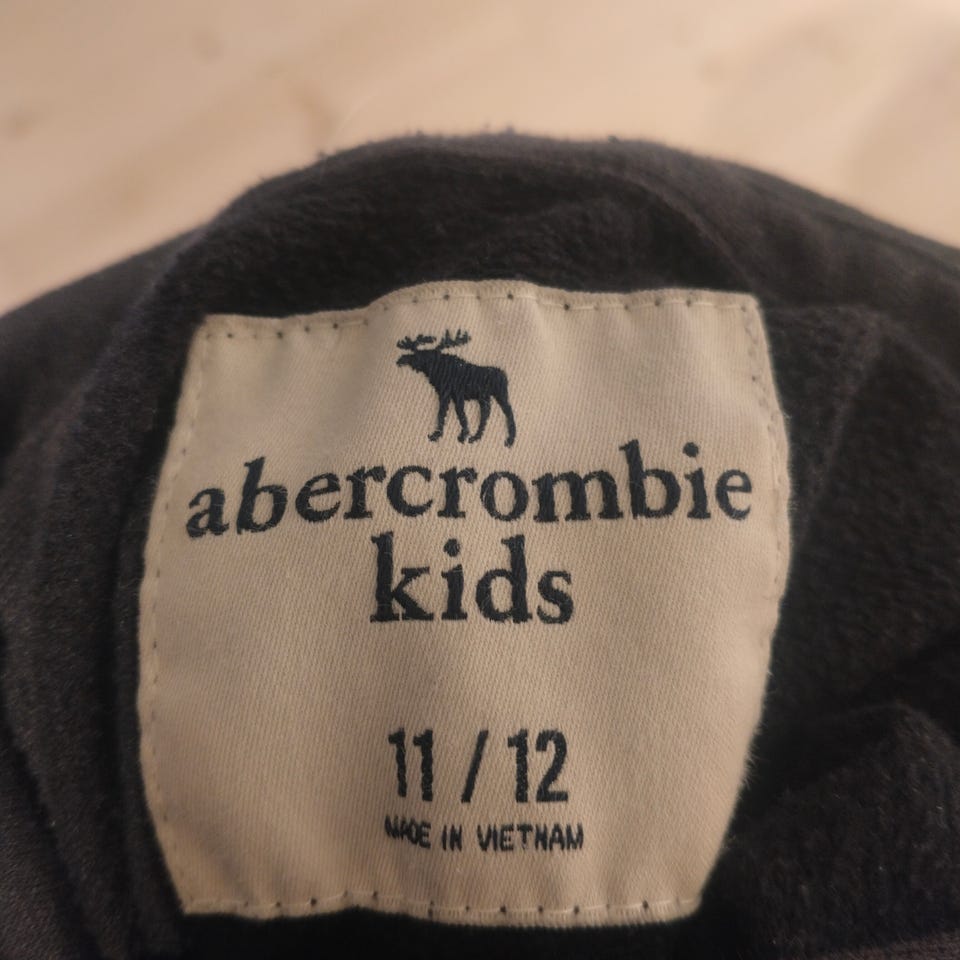 abercrombie
kids
11 / 12
MADE IN VIETNAM